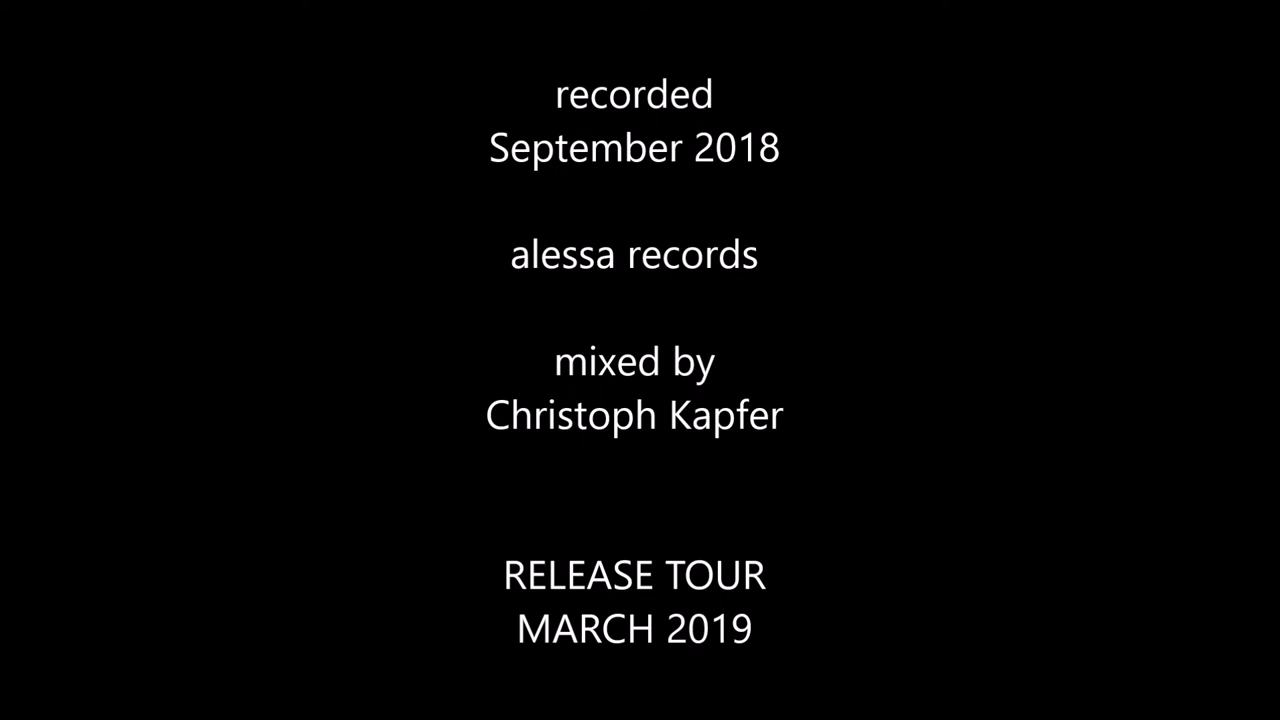 recorded
September 2018
alessa records
mixed by
Christoph Kapfer
RELEASE TOUR
MARCH 2019